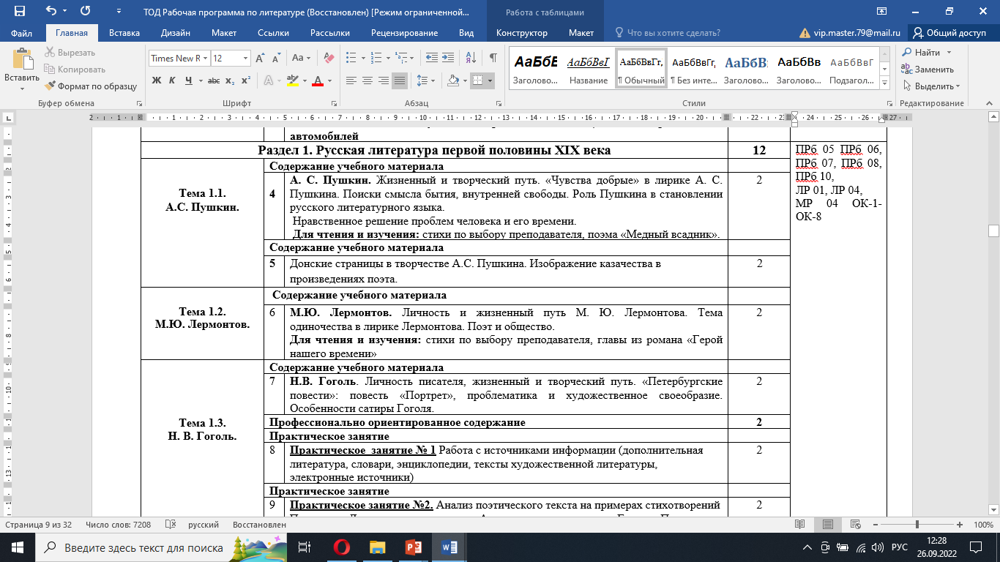 ТОД Рабочая программа по литературе (Восстановлен) [Режим ограниченной...
Работа с таблицами
Файл Главная Вставка Дизайн Макет Ссылки Рассылки Рецензирование Вид Конструктор Макет Что вы хотите сделать? vip.master.79@mail.ru Общий доступ
Вставить
Вырезать
Копировать
Формат по образцу
Буфер обмена
Times New R 12
Шрифт
Абзац
АаБбВ Заголово...
АаБбВвГ Название
АаБбВвГг, ¶ Обычный
АаБбВвГг, ¶ Без инте...
АаБбВ Заголово...
АаБбВв Заголово...
АаБбВвГ Подзагол...
Стили
Найти
Заменить
Выделить
Редактирование
автомобилей
Раздел 1. Русская литература первой половины XIX века 12
ПРб 05 ПРб 06,
ПРб 07, ПРб 08,
ПРб 10,
ЛР 01, ЛР 04,
МР 04 ОК-1-
ОК-8
Тема 1.1.
А.С. Пушкин.
Содержание учебного материала
4 А. С. Пушкин. Жизненный и творческий путь. «Чувства добрые» в лирике А. С. 2
Пушкина. Поиски смысла бытия, внутренней свободы. Роль Пушкина в становлении
русского литературного языка.
Нравственное решение проблем человека и его времени.
Для чтения и изучения: стихи по выбору преподавателя, поэма «Медный всадник».
Содержание учебного материала
5 Донские страницы в творчестве А.С. Пушкина. Изображение казачества в 2
произведениях поэта.
Тема 1.2.
М.Ю. Лермонтов.
Содержание учебного материала
6 М.Ю. Лермонтов. Личность и жизненный путь М. Ю. Лермонтова. Тема 2
одиночества в лирике Лермонтова. Поэт и общество.
Для чтения и изучения: стихи по выбору преподавателя, главы из романа «Герой
нашего времени»
Тема 1.3.
Н. В. Гоголь.
Содержание учебного материала
7 Н.В. Гоголь. Личность писателя, жизненный и творческий путь. «Петербургские 2
повести»: повесть «Портрет», проблематика и художественное своеобразие.
Особенности сатиры Гоголя.
Профессионально ориентированное содержание 2
Практическое занятие
8 Практическое занятие № 1 Работа с источниками информации (дополнительная 2
литература, словари, энциклопедии, тексты художественной литературы,
электронные источники)
Практическое занятие
9 Практическое занятие №2. Анализ поэтического текста на примерах стихотворений 2
Страница 9 из 32 Число слов: 7208 русский Восстановлен 100%
Введите здесь текст для поиска
РУС
12:28
26.09.2022